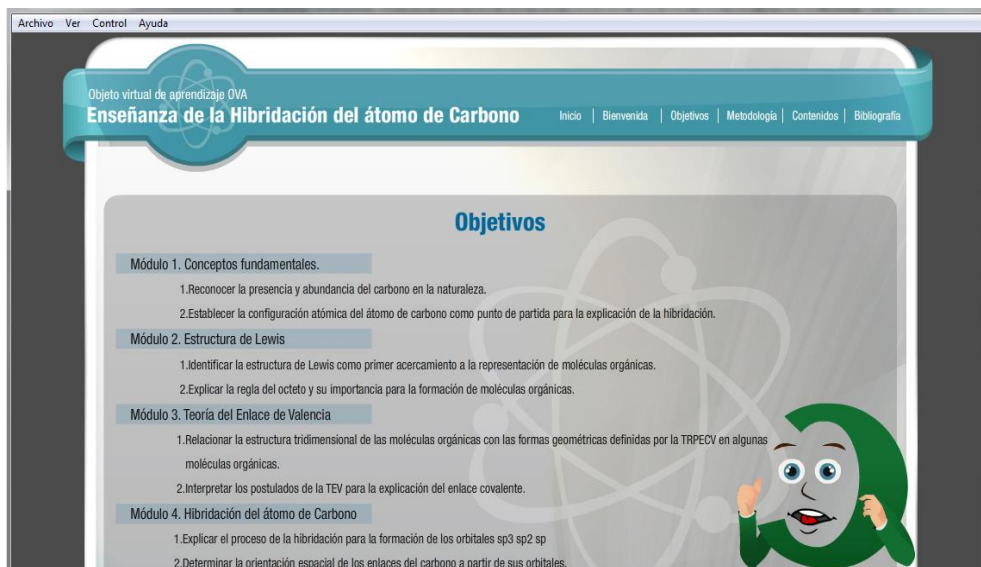 Archivo Ver Control Ayuda
Objeto virtual de aprendizaje OVA
Enseñanza de la Hibridación del átomo de Carbono
Inicio | Bienvenida | Objetivos | Metodología | Contenidos | Bibliografía
Objetivos
Módulo 1. Conceptos fundamentales.
1.Reconocer la presencia y abundancia del carbono en la naturaleza.
2.Establecer la configuración atómica del átomo de carbono como punto de partida para la explicación de la hibridación.
Módulo 2. Estructura de Lewis
1.Identificar la estructura de Lewis como primer acercamiento a la representación de moléculas orgánicas.
2.Explicar la regla del octeto y su importancia para la formación de moléculas orgánicas.
Módulo 3. Teoría del Enlace de Valencia
1.Relacionar la estructura tridimensional de las moléculas orgánicas con las formas geométricas definidas por la TRPECV en algunas
moléculas orgánicas.
2.Interpretar los postulados de la TEV para la explicación del enlace covalente.
Módulo 4. Hibridación del átomo de Carbono
1.Explicar el proceso de la hibridación para la formación de los orbitales sp3 sp2 sp
2.Determinar la orientación espacial de los enlaces del carbono a partir de sus orbitales.